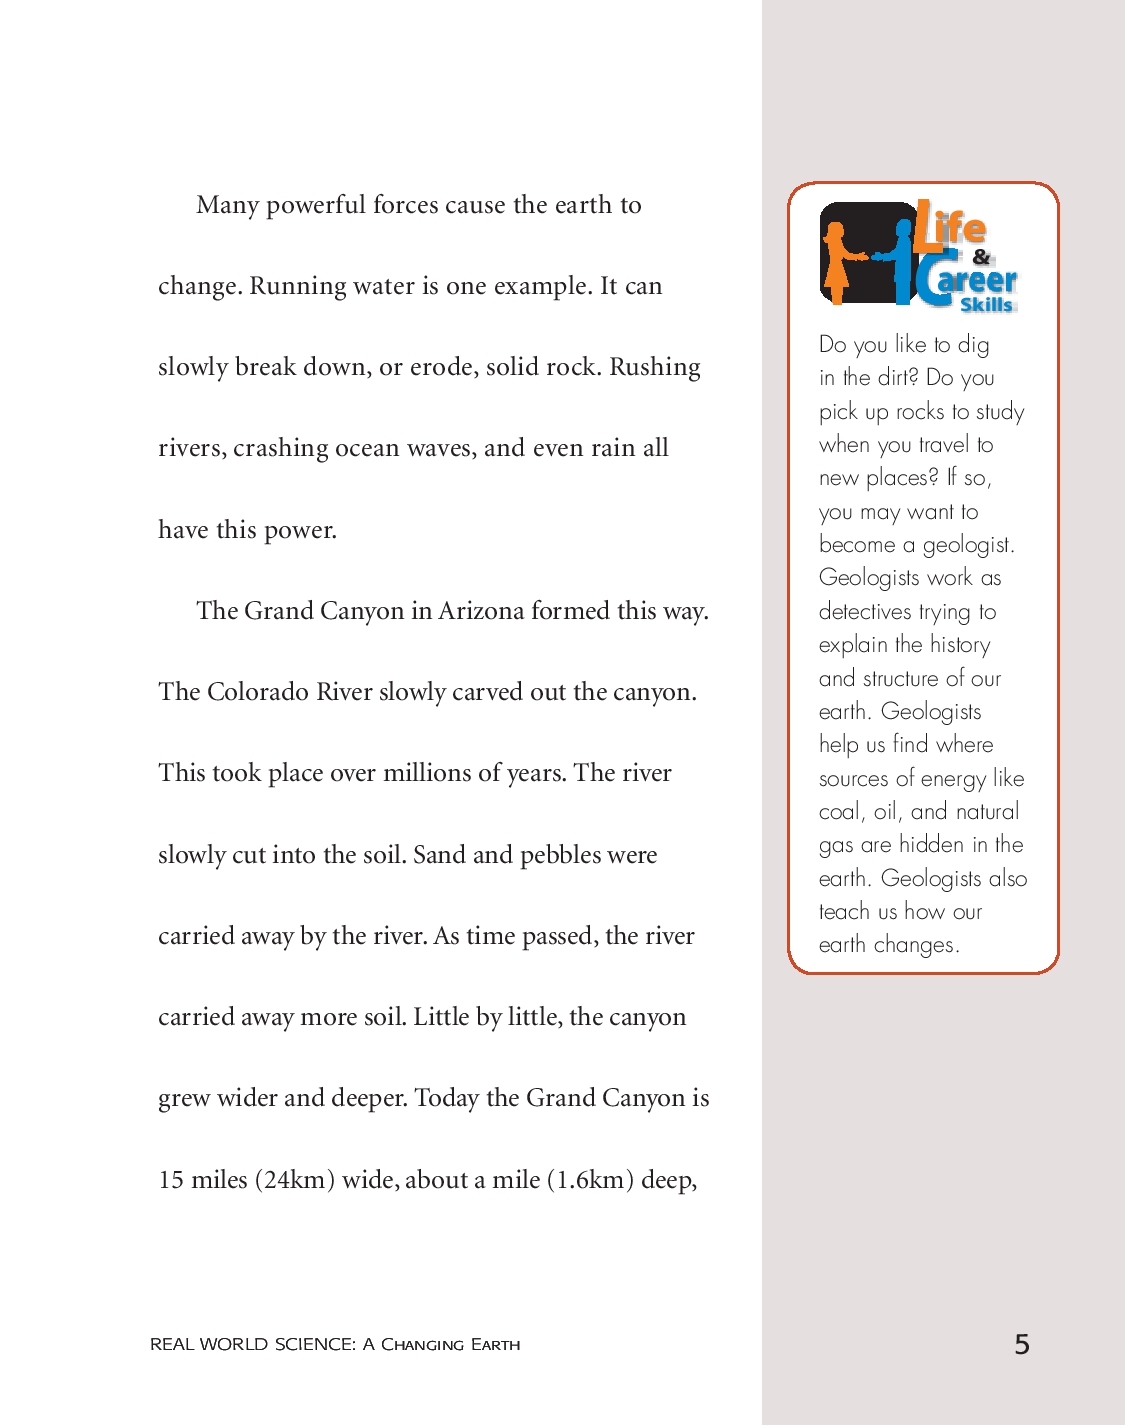 Many powerful forces cause the earth to
change. Running water is one example. It can
slowly break down, or erode, solid rock. Rushing
rivers, crashing ocean waves, and even rain all
have this power.
The Grand Canyon in Arizona formed this way.
The Colorado River slowly carved out the canyon.
This took place over millions of years. The river
slowly cut into the soil. Sand and pebbles were
carried away by the river. As time passed, the river
carried away more soil. Little by little, the canyon
grew wider and deeper. Today the Grand Canyon is
15 miles (24km) wide, about a mile (1.6km) deep,
Life
&
Career
Skills
Do you like to dig
in the dirt? Do you
pick up rocks to study
when you travel to
new places? If so,
you may want to
become a geologist.
Geologists work as
detectives trying to
explain the history
and structure of our
earth. Geologists
help us find where
sources of energy like
coal, oil, and natural
gas are hidden in the
earth. Geologists also
teach us how our
earth changes.
REAL WORLD SCIENCE: A Changing Earth
5